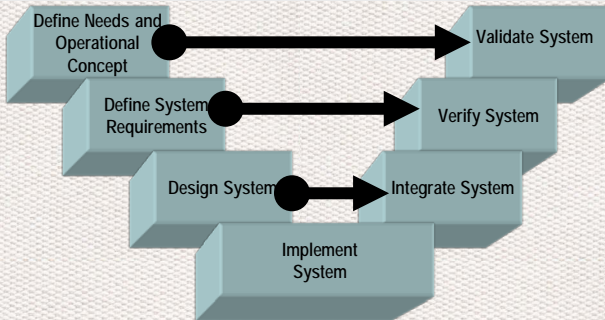 Define Needs and
Operational
Concept
Validate System
Define System
Requirements
Verify System
Design System
Integrate System
Implement
System